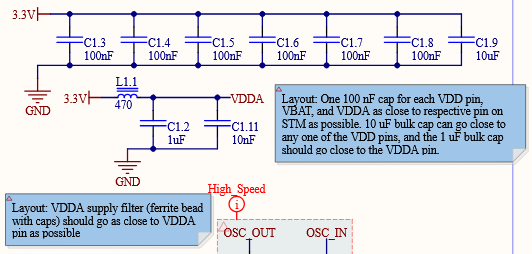 3.3V
C1.3 C1.4 C1.5 C1.6 C1.7 C1.8 C1.9
100nF 100nF 100nF 100nF 100nF 100nF 10uF
GND
L1.1
3.3V VDDA
470
C1.2 C1.11
1uF 10nF
GND
Layout: One 100 nF cap for each VDD pin,
VBAT, and VDDA as close to respective pin on
STM as possible. 10 uF bulk cap can go close to
any one of the VDD pins, and the 1 uF bulk cap
should go close to the VDDA pin.
Layout: VDDA supply filter (ferrite bead
with caps) should go as close to VDDA
pin as possible
High_Speed
i
OSC_OUT OSC_IN